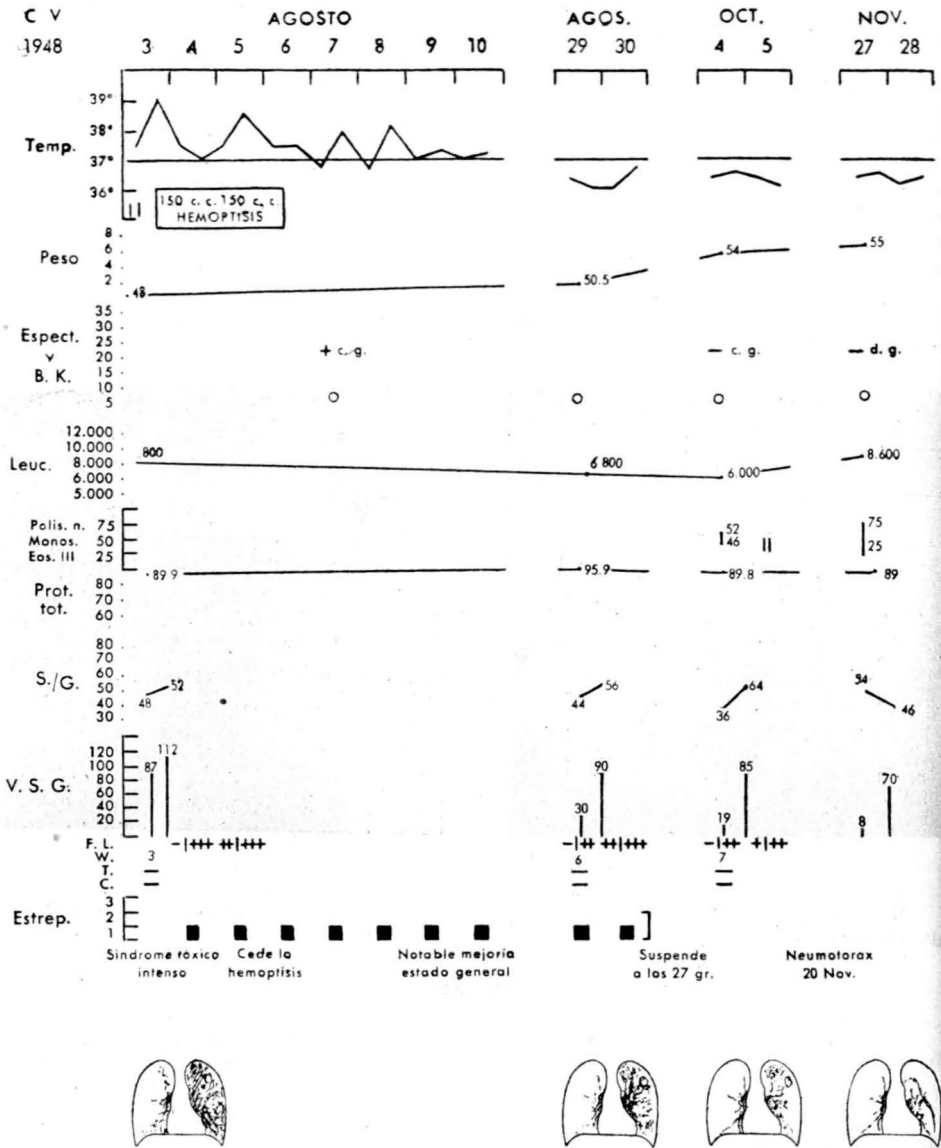 C V AGOSTO AGOS. OCT. NOV.
1948 3 4 5 6 7 8 9 10 29 30 4 5 27 28
39°
38°
Temp. 37°
36°
150 c. c. 150 c. c.
HEMOPTISIS
8
Peso 6 54 55
4
2 50.5
48
35
Espect. 30
v 25
20 + c. g. — c. g. — d. g.
B. K. 15
10
5 O O O O
12.000
10.000 800 8.600
Leuc. 8.000 6 800 6.000
6.000
5.000
Polis. n. 75 52 75
Monos. 50 46 II 25
Eos. III 25
89.9 95.9 89.8 89
Prot. 80
tot. 70
60
80
70
S./G. 60 52 56 64 54
50
40 48 44 36 46
30
120 112
100 87 90 85
V. S. G. 80 70
60
40 30
20 19 8
F. L. –|+++ ++|+++ –|++ ++|+++ –|++ +|++
W. 3 6 7
T. — — —
C. — — —
3
Estrep. 2
1
Sindrome tóxico Cede la Notable mejoría Suspende Neumotorax
intenso hemoptísis estado general a los 27 gr. 20 Nov.